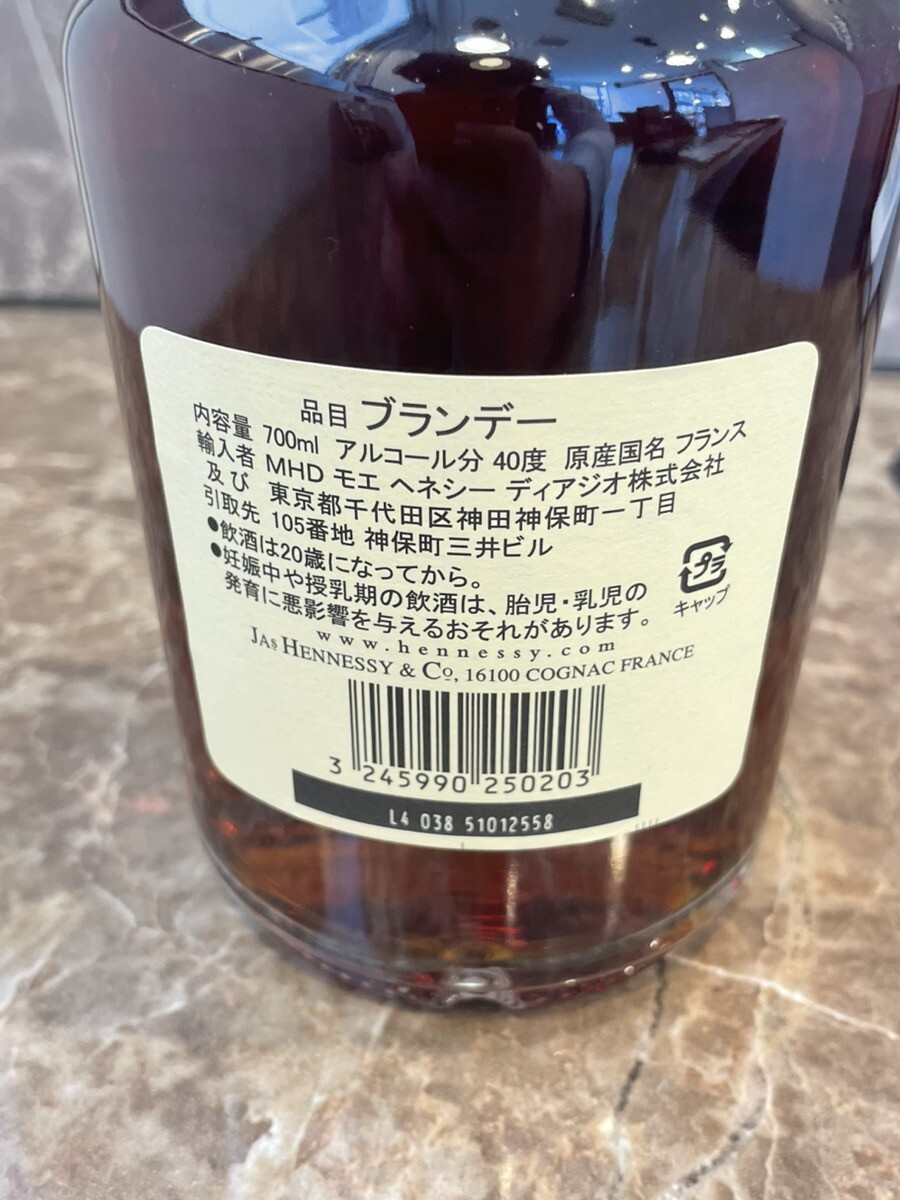 品目 ブランデー
内容量 700ml アルコール分 40度 原産国名 フランス
輸入者 MHD モエ ヘネシー ディアジオ株式会社
及び 東京都千代田区神田神保町一丁目
引取先 105番地 神保町三井ビル
●飲酒は20歳になってから。
●妊娠中や授乳期の飲酒は、胎児・乳児の
発育に悪影響を与えるおそれがあります。
プラ
キャップ
www.hennessy.com
JAS HENNESSY & Co, 16100 COGNAC FRANCE
3 245990 250203
L4 038 51012558